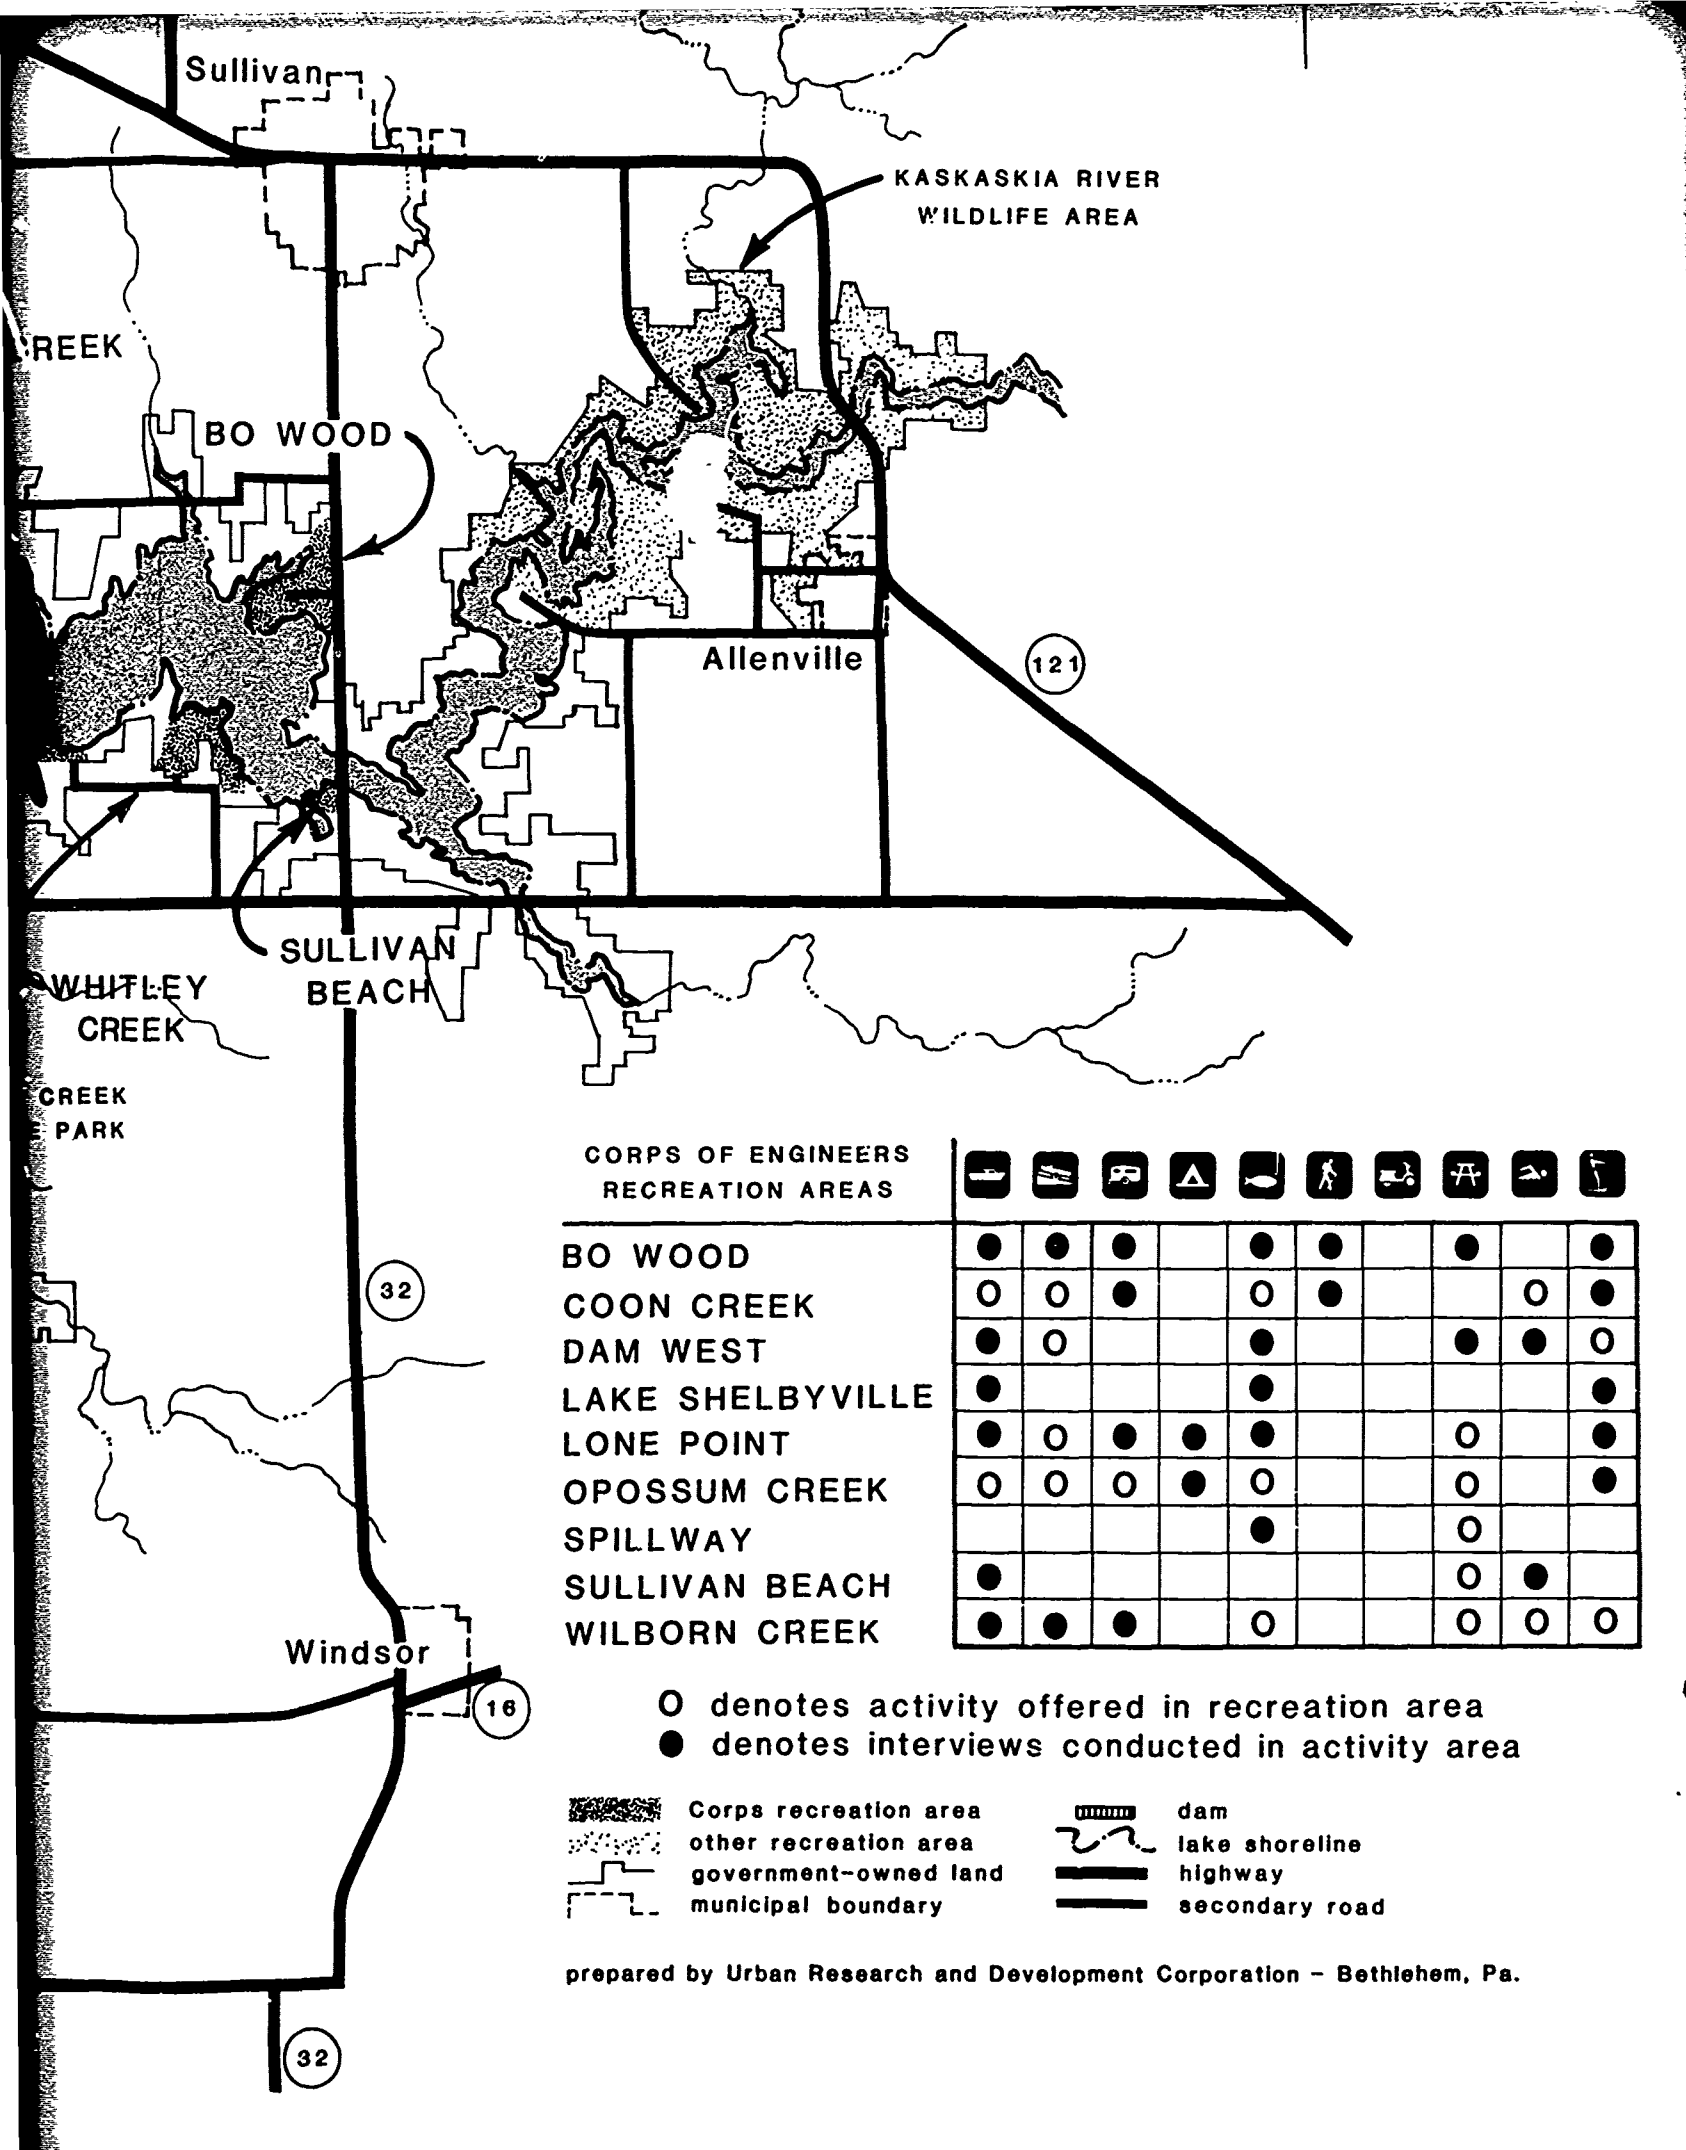 Sullivan
KASKASKIA RIVER
WILDLIFE AREA
REEK
BO WOOD
Allenville
121
SULLIVAN
BEACH
WHITLEY
CREEK
CREEK
PARK
32
CORPS OF ENGINEERS
RECREATION AREAS
BO WOOD
COON CREEK
DAM WEST
LAKE SHELBYVILLE
LONE POINT
OPOSSUM CREEK
SPILLWAY
SULLIVAN BEACH
WILBORN CREEK
Windsor
16
O denotes activity offered in recreation area
● denotes interviews conducted in activity area
Corps recreation area
other recreation area
government-owned land
municipal boundary
dam
lake shoreline
highway
secondary road
prepared by Urban Research and Development Corporation - Bethlehem, Pa.
32